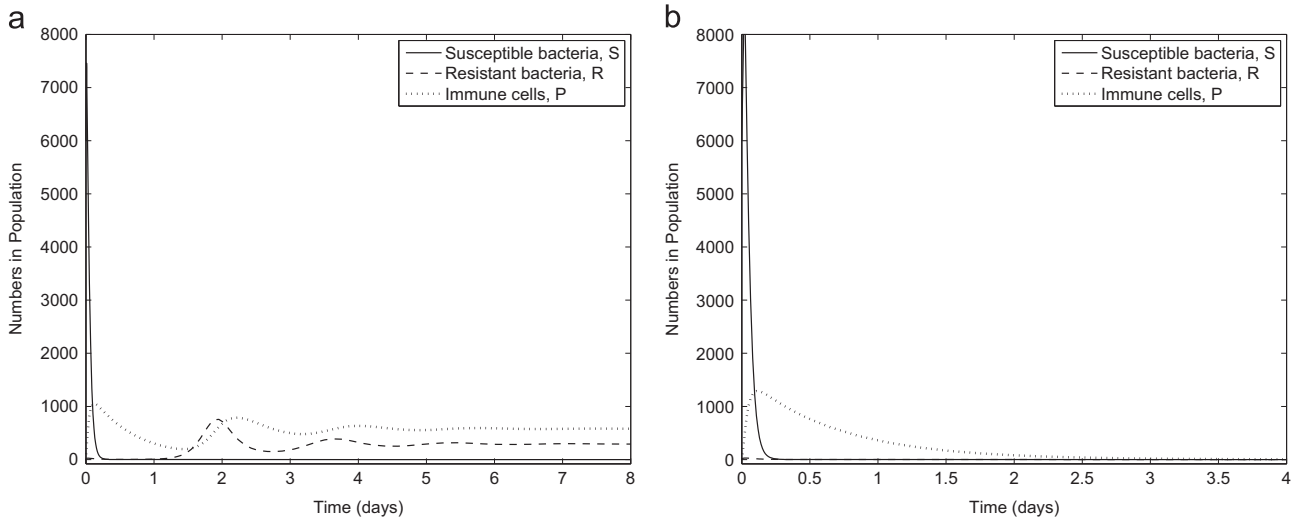 a
8000
7000
6000
5000
4000
3000
2000
1000
0
Numbers in Population
0 1 2 3 4 5 6 7 8
Time (days)
Susceptible bacteria, S
Resistant bacteria, R
Immune cells, P
b
8000
7000
6000
5000
4000
3000
2000
1000
0
Numbers in Population
0 0.5 1 1.5 2 2.5 3 3.5 4
Time (days)
Susceptible bacteria, S
Resistant bacteria, R
Immune cells, P